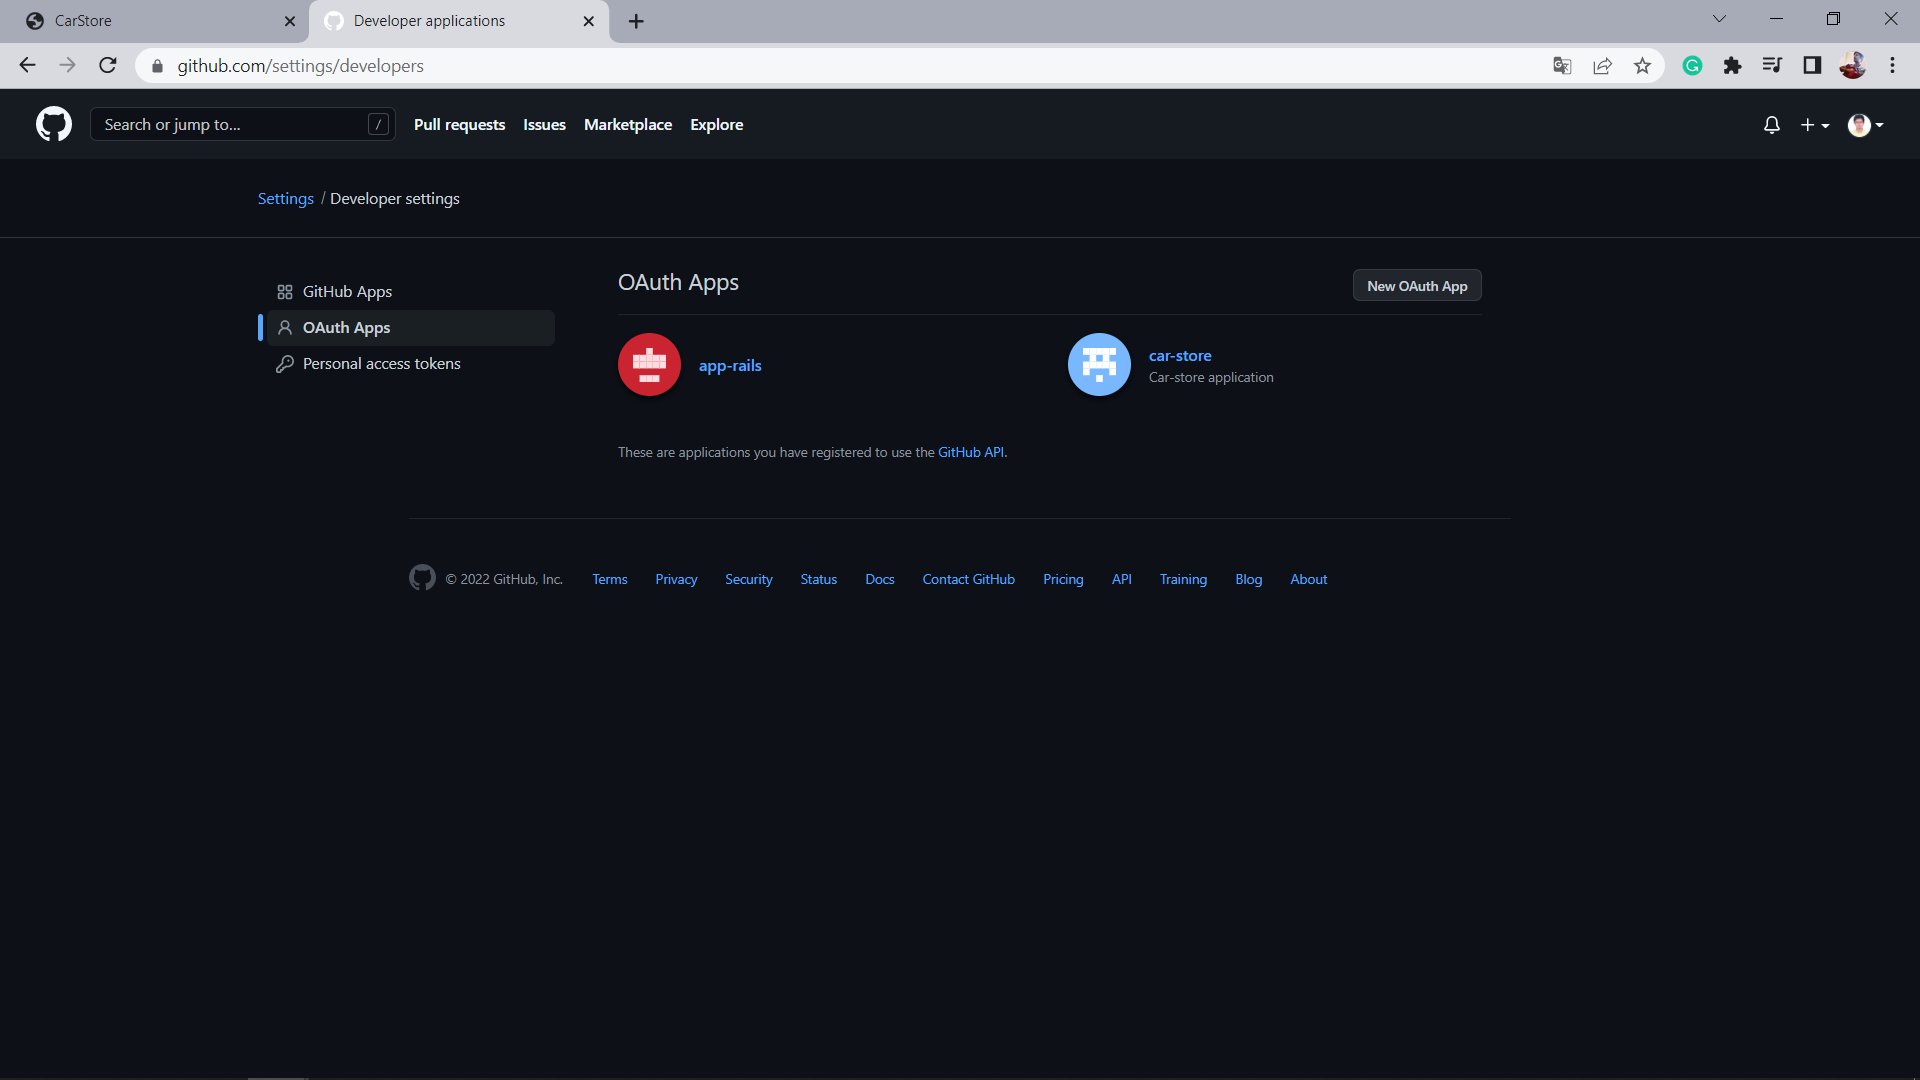 CarStore
Developer applications
github.com/settings/developers
Search or jump to...
/
Pull requests
Issues
Marketplace
Explore
Settings / Developer settings
GitHub Apps
OAuth Apps
Personal access tokens
OAuth Apps
New OAuth App
app-rails
car-store
Car-store application
These are applications you have registered to use the GitHub API.
© 2022 GitHub, Inc.
Terms
Privacy
Security
Status
Docs
Contact GitHub
Pricing
API
Training
Blog
About